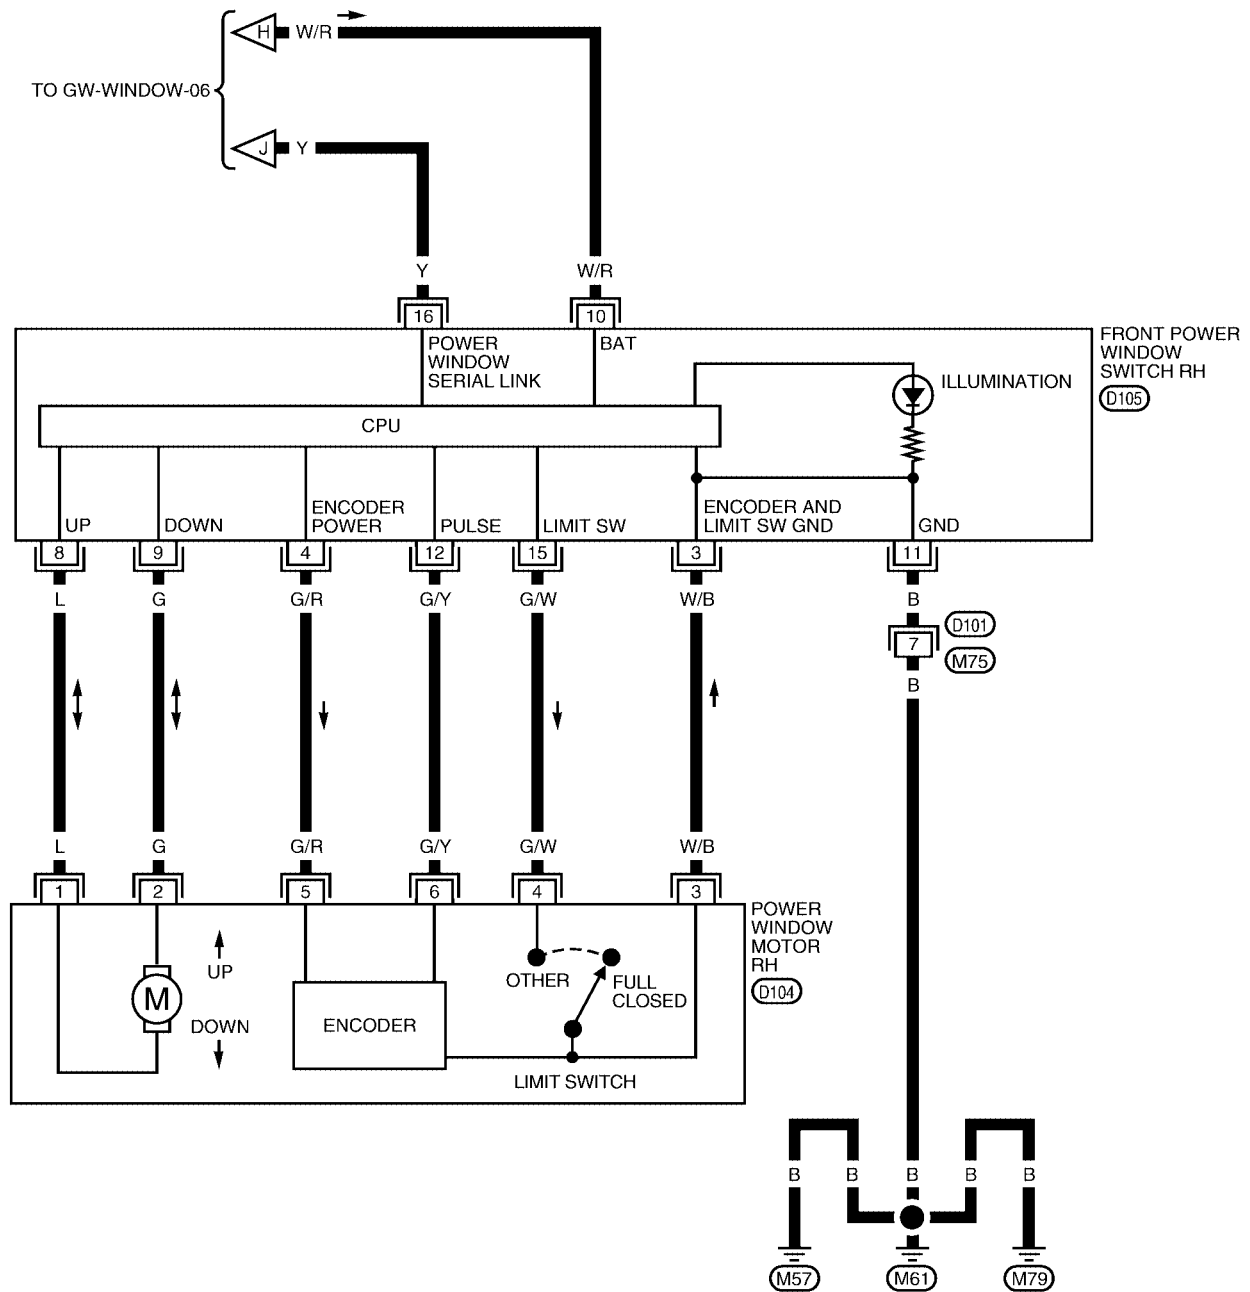 H W/R
TO GW-WINDOW-06
J Y
Y W/R
16 10
FRONT POWER
WINDOW
SWITCH RH
D105
POWER
WINDOW
SERIAL LINK
BAT
ILLUMINATION
CPU
UP
DOWN
ENCODER
POWER
PULSE
LIMIT SW
ENCODER AND
LIMIT SW GND
GND
8 9 4 12 15 3 11
L G G/R G/Y G/W W/B B
D101
7
M75
B
L G G/R G/Y G/W W/B
1 2 5 6 4 3
POWER
WINDOW
MOTOR
RH
D104
UP
M
DOWN
ENCODER
OTHER
FULL
CLOSED
LIMIT SWITCH
B B B B B
M57 M61 M79